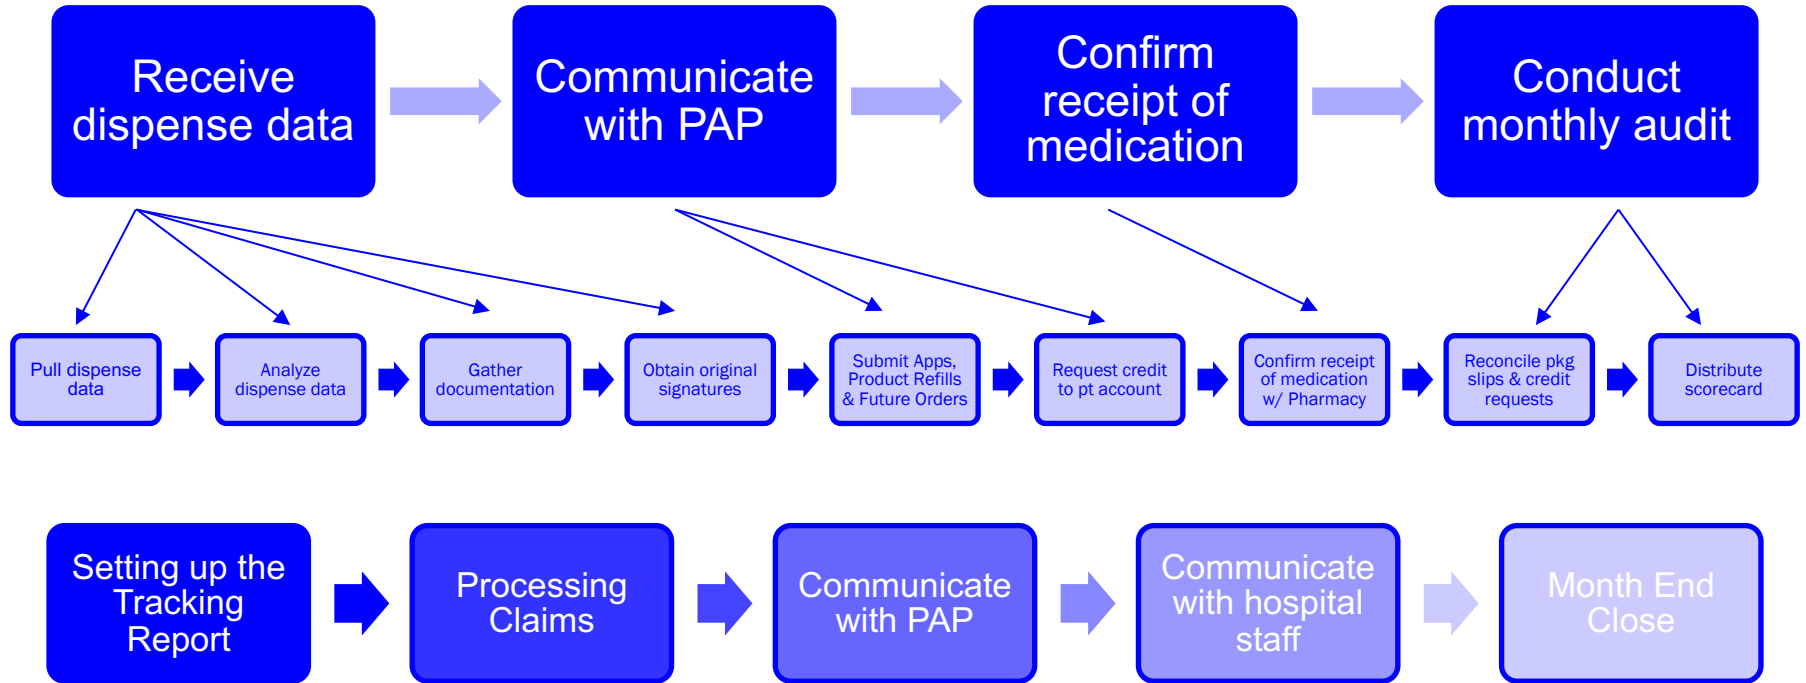 Receive
dispense data
Communicate
with PAP
Confirm
receipt of
medication
Conduct
monthly audit
Pull dispense
data
Analyze
dispense data
Gather
documentation
Obtain original
signatures
Submit Apps,
Product Refills
& Future Orders
Request credit
to pt account
Confirm receipt
of medication
w/ Pharmacy
Reconcile pkg
slips & credit
requests
Distribute
scorecard
Setting up the
Tracking
Report
Processing
Claims
Communicate
with PAP
Communicate
with hospital
staff
Month End
Close